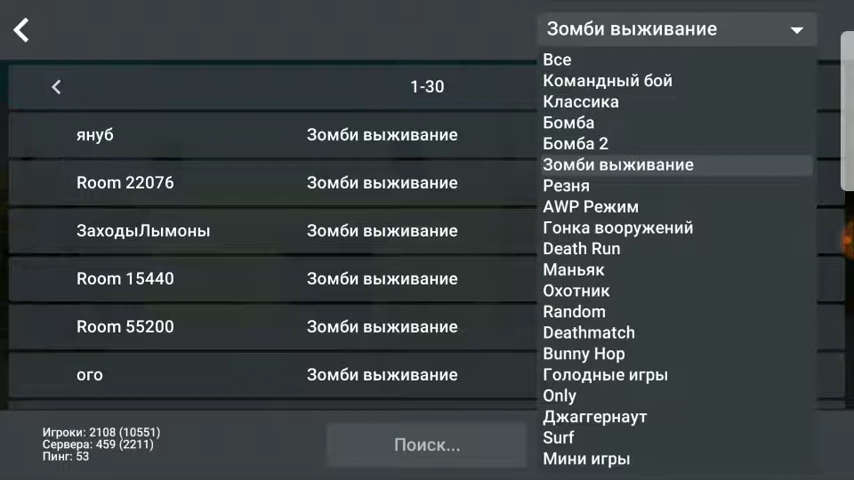 Зомби выживание
Все
Командный бой
Классика
Бомба
Бомба 2
Зомби выживание
Резня
AWP Режим
Гонка вооружений
Death Run
Маньяк
Охотник
Random
Deathmatch
Bunny Hop
Голодные игры
Only
Джаггернаут
Surf
Мини игры
1-30
януб Зомби выживание
Room 22076 Зомби выживание
ЗаходыЛымоны Зомби выживание
Room 15440 Зомби выживание
Room 55200 Зомби выживание
ого Зомби выживание
Игроки: 2108 (10551)
Сервера: 459 (2211)
Пинг: 53
Поиск...